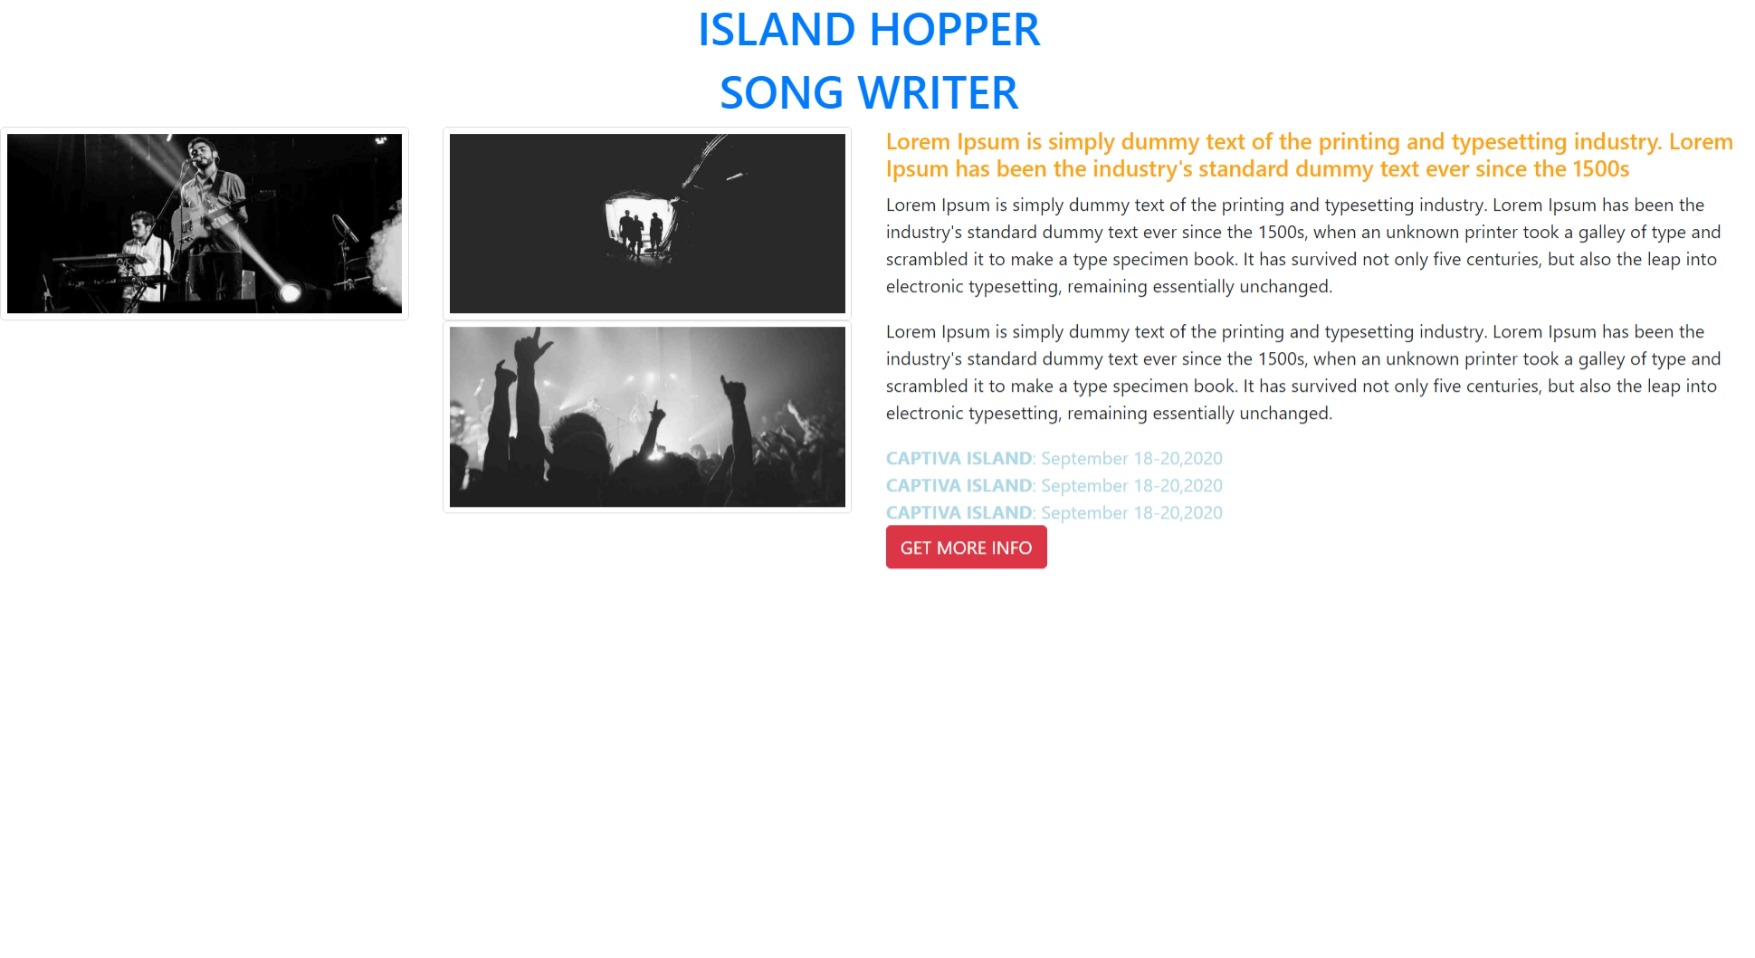 ISLAND HOPPER
SONG WRITER
Lorem Ipsum is simply dummy text of the printing and typesetting industry. Lorem
Ipsum has been the industry's standard dummy text ever since the 1500s
Lorem Ipsum is simply dummy text of the printing and typesetting industry. Lorem Ipsum has been the
industry's standard dummy text ever since the 1500s, when an unknown printer took a galley of type and
scrambled it to make a type specimen book. It has survived not only five centuries, but also the leap into
electronic typesetting, remaining essentially unchanged.
Lorem Ipsum is simply dummy text of the printing and typesetting industry. Lorem Ipsum has been the
industry's standard dummy text ever since the 1500s, when an unknown printer took a galley of type and
scrambled it to make a type specimen book. It has survived not only five centuries, but also the leap into
electronic typesetting, remaining essentially unchanged.
CAPTIVA ISLAND: September 18-20,2020
CAPTIVA ISLAND: September 18-20,2020
CAPTIVA ISLAND: September 18-20,2020
GET MORE INFO